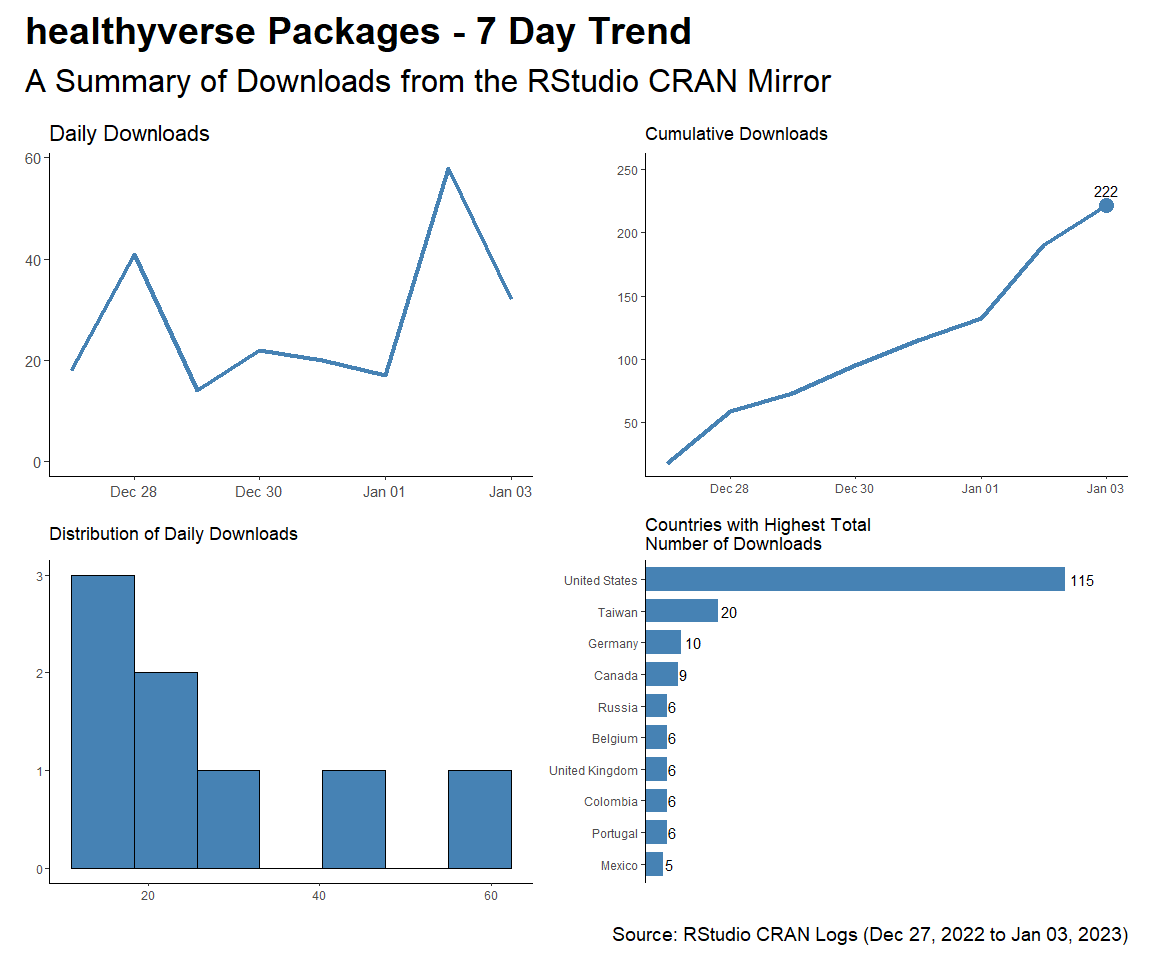 healthyverse Packages - 7 Day Trend
A Summary of Downloads from the RStudio CRAN Mirror
Daily Downloads
60
40
20
0
Dec 28 Dec 30 Jan 01 Jan 03
Cumulative Downloads
250
200
150
100
50
222
Dec 28 Dec 30 Jan 01 Jan 03
Distribution of Daily Downloads
3
2
1
0
20 40 60
Countries with Highest Total
Number of Downloads
United States 115
Taiwan 20
Germany 10
Canada 9
Russia 6
Belgium 6
United Kingdom 6
Colombia 6
Portugal 6
Mexico 5
Source: RStudio CRAN Logs (Dec 27, 2022 to Jan 03, 2023)